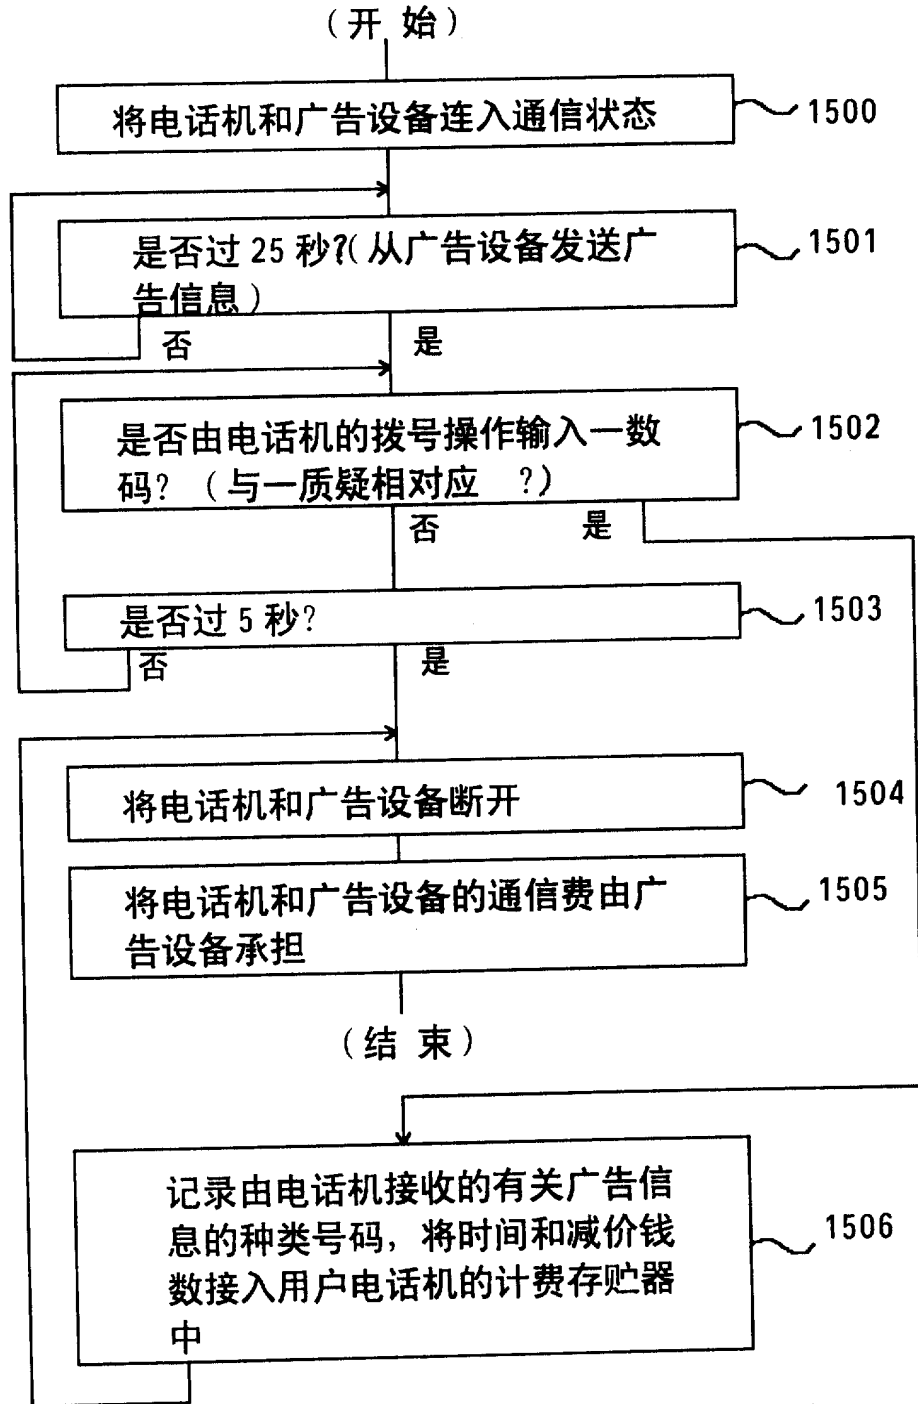 (开 始)
将电话机和广告设备连入通信状态
1500
是否过 25 秒?(从广告设备发送广
告信息)
1501
否
是
是否由电话机的拨号操作输入一数
码? (与一质疑相对应 ?)
1502
否
是
是否过 5 秒?
1503
否
是
将电话机和广告设备断开
1504
将电话机和广告设备的通信费由广
告设备承担
1505
(结 束)
记录由电话机接收的有关广告信
息的种类号码, 将时间和减价钱
数接入用户电话机的计费存贮器
中
1506